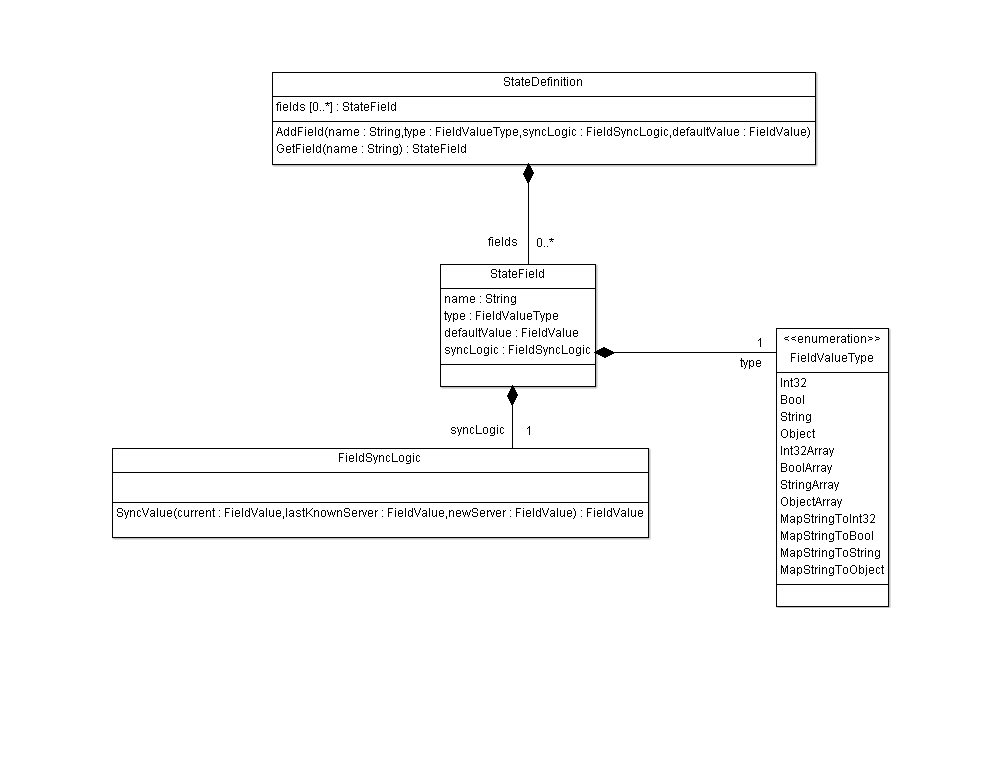 StateDefinition
fields [0..*] : StateField
AddField(name : String,type : FieldValueType,syncLogic : FieldSyncLogic,defaultValue : FieldValue)
GetField(name : String) : StateField
fields 0..*
StateField
name : String
type : FieldValueType
defaultValue : FieldValue
syncLogic : FieldSyncLogic
1
type
<<enumeration>>
FieldValueType
Int32
Bool
String
Object
Int32Array
BoolArray
StringArray
ObjectArray
MapStringToInt32
MapStringToBool
MapStringToString
MapStringToObject
syncLogic 1
FieldSyncLogic
SyncValue(current : FieldValue,lastKnownServer : FieldValue,newServer : FieldValue) : FieldValue